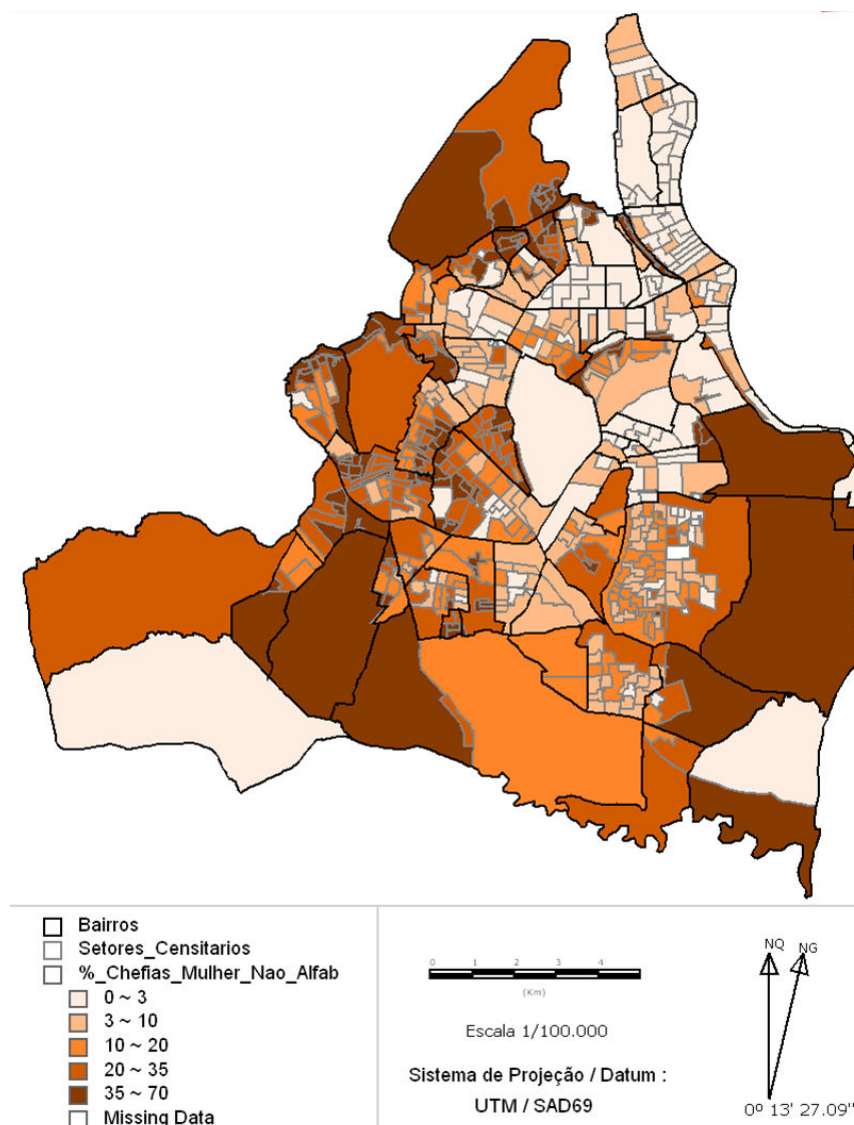 Bairros
Setores_Censitarios
%_Chefias_Mulher_Nao_Alfab
0 ~ 3
3 ~ 10
10 ~ 20
20 ~ 35
35 ~ 70
Missing Data
0 1 2 3 4
(Km)
Escala 1/100.000
Sistema de Projeção / Datum :
UTM / SAD69
NQ NG
0º 13' 27.09"